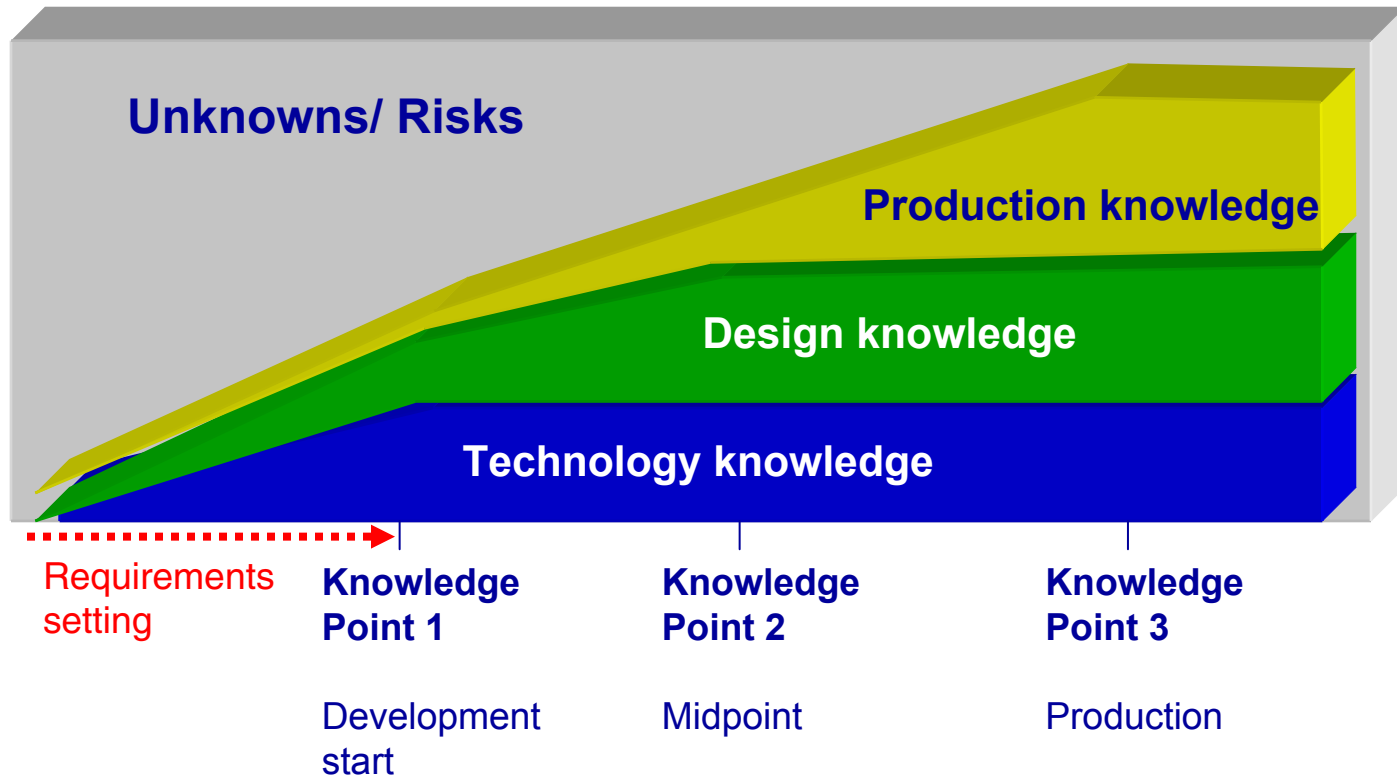 Unknowns/ Risks
Production knowledge
Design knowledge
Technology knowledge
Requirements
setting
Knowledge
Point 1
Development
start
Knowledge
Point 2
Midpoint
Knowledge
Point 3
Production